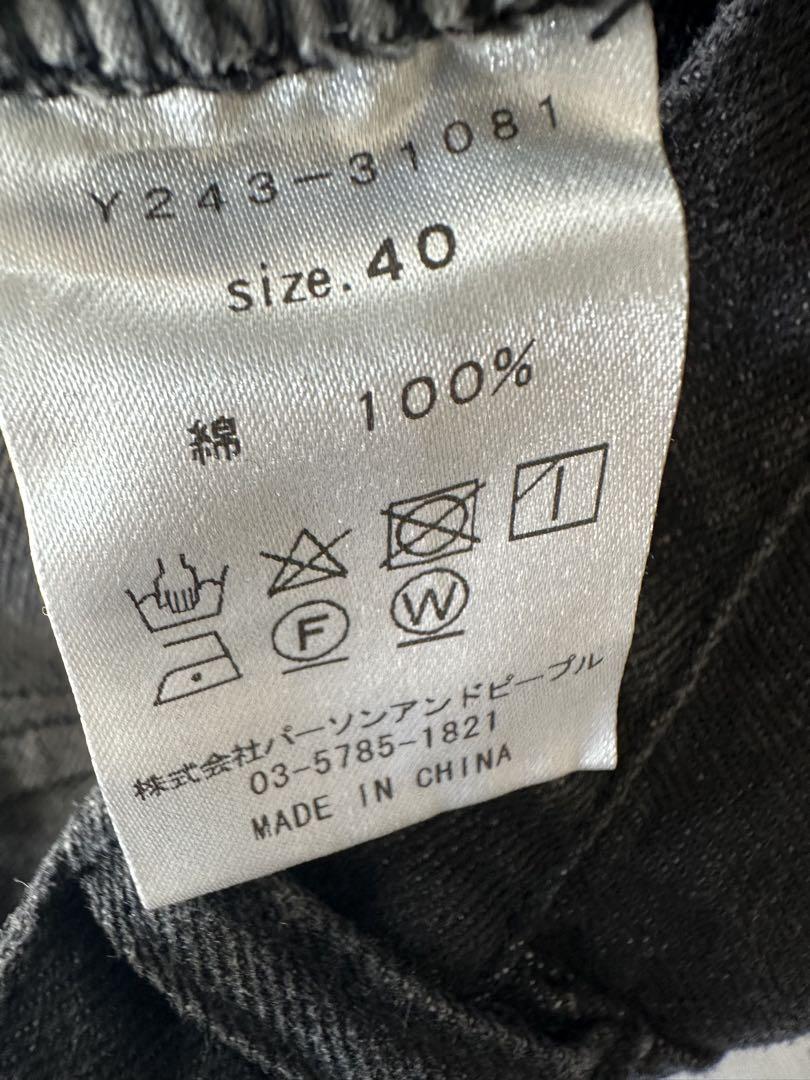 Y243-31081
size.40
綿 100%
F W
株式会社パーソンアンドピープル
03-5785-1821
MADE IN CHINA